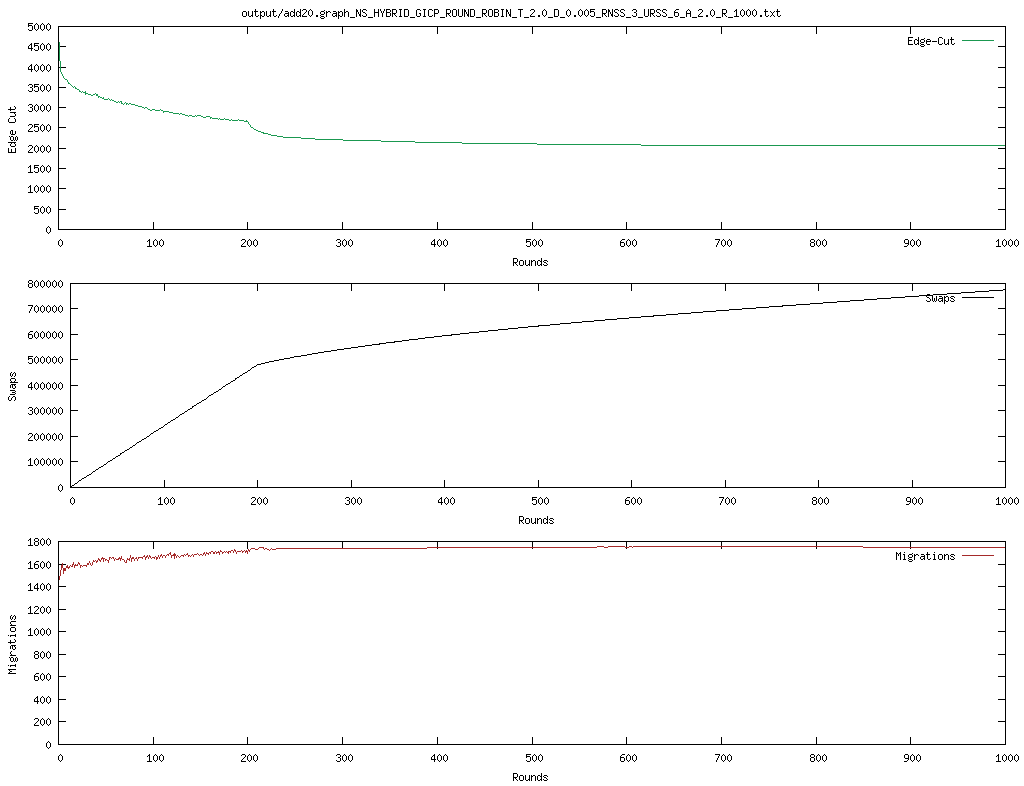 output/add20.graph_NS_HYBRID_GICP_ROUND_ROBIN_T_2.0_D_0.005_RNSS_3_URSS_6_A_2.0_R_1000.txt
5000
4500
4000
3500
3000
2500
2000
1500
1000
500
0
Edge Cut
Edge-Cut
0 100 200 300 400 500 600 700 800 900 1000
Rounds
800000
700000
600000
500000
400000
300000
200000
100000
0
Swaps
Swaps
0 100 200 300 400 500 600 700 800 900 1000
Rounds
1800
1600
1400
1200
1000
800
600
400
200
0
Migrations
Migrations
0 100 200 300 400 500 600 700 800 900 1000
Rounds